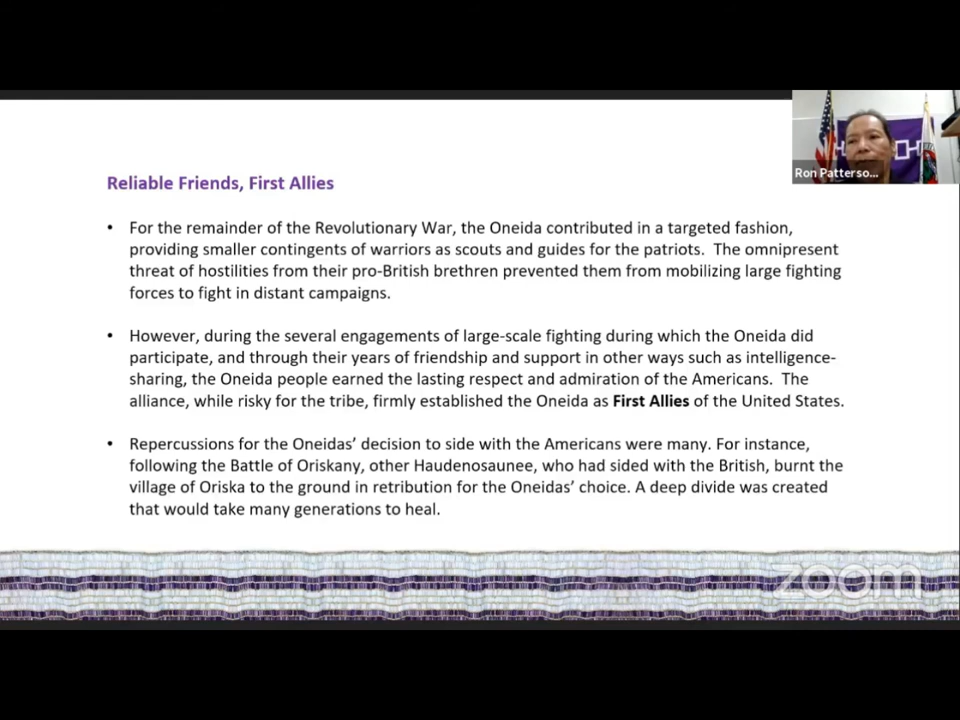 Ron Patterso...
Reliable Friends, First Allies
• For the remainder of the Revolutionary War, the Oneida contributed in a targeted fashion,
providing smaller contingents of warriors as scouts and guides for the patriots. The omnipresent
threat of hostilities from their pro-British brethren prevented them from mobilizing large fighting
forces to fight in distant campaigns.
• However, during the several engagements of large-scale fighting during which the Oneida did
participate, and through their years of friendship and support in other ways such as intelligence-
sharing, the Oneida people earned the lasting respect and admiration of the Americans. The
alliance, while risky for the tribe, firmly established the Oneida as First Allies of the United States.
• Repercussions for the Oneidas’ decision to side with the Americans were many. For instance,
following the Battle of Oriskany, other Haudenosaunee, who had sided with the British, burnt the
village of Oriska to the ground in retribution for the Oneidas’ choice. A deep divide was created
that would take many generations to heal.
zoom